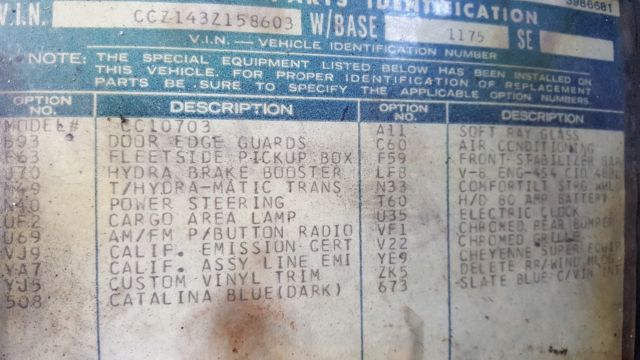 PARTS IDENTIFICATION
3986681
V.I.N. CCZ143Z158603 W/BASE 1175 SE
V.I.N. — VEHICLE IDENTIFICATION NUMBER
NOTE: THE SPECIAL EQUIPMENT LISTED BELOW HAS BEEN INSTALLED ON
THIS VEHICLE. FOR PROPER IDENTIFICATION OF REPLACEMENT
PARTS BE SURE TO SPECIFY THE APPLICABLE OPTION NUMBERS.
OPTION NO. DESCRIPTION OPTION NO. DESCRIPTION
MODEL# CC10703 A11 SOFT RAY GLASS
B93 DOOR EDGE GUARDS C60 AIR CONDITIONING
E63 FLEETSIDE PICKUP BOX F59 FRONT STABILIZER BAR
J70 HYDRA BRAKE BOOSTER LF8 V-8 ENG-454 CID 4BBL
M49 T/HYDRA-MATIC TRANS N33 COMFORTILT STRG WHL
N40 POWER STEERING T60 H/D 80 AMP BATTERY
UF2 CARGO AREA LAMP U35 ELECTRIC CLOCK
U69 AM/FM P/BUTTON RADIO VF1 CHROMED REAR BUMPER
VJ9 CALIF. EMISSION CERT V22 CHROMED GRILLE
YA7 CALIF. ASSY LINE EMI YE9 CHEYENNE SUPER EQUIP
YJ5 CUSTOM VINYL TRIM ZK5 DELETE RR/WIND MLDG
508 CATALINA BLUE(DARK) 673 SLATE BLUE C/VIN INT